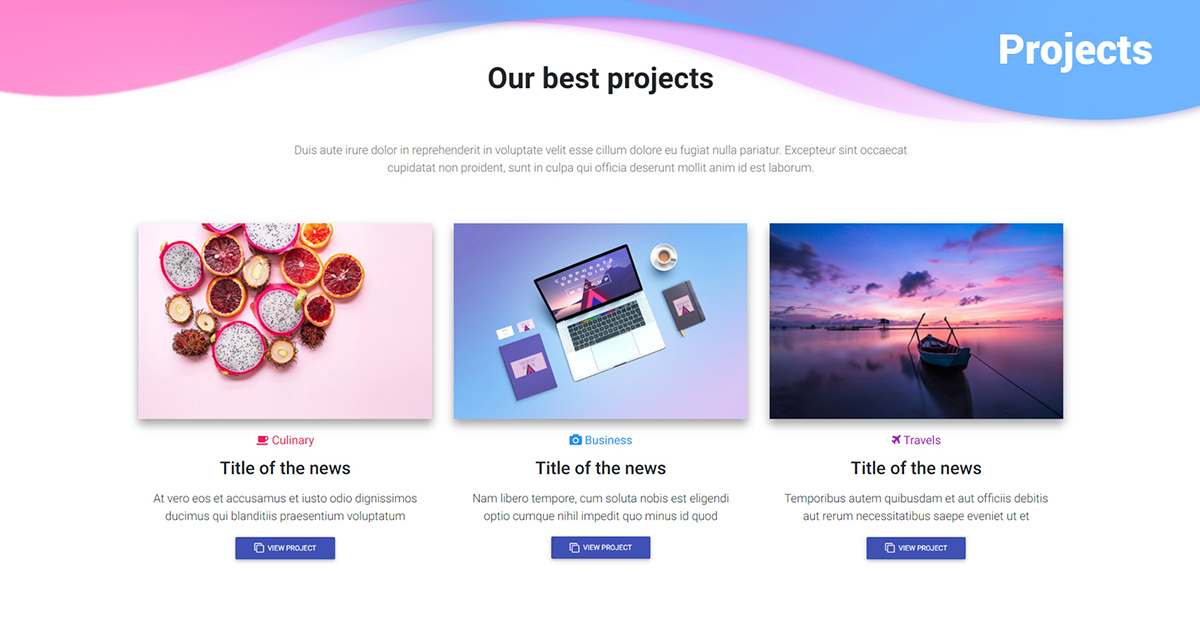 Projects
Our best projects
Duis aute irure dolor in reprehenderit in voluptate velit esse cillum dolore eu fugiat nulla pariatur. Excepteur sint occaecat
cupidatat non proident, sunt in culpa qui officia deserunt mollit anim id est laborum.
CORPORATE
BRANDING
MOCKUP
Culinary
Title of the news
At vero eos et accusamus et iusto odio dignissimos
ducimus qui blanditiis praesentium voluptatum
VIEW PROJECT
Business
Title of the news
Nam libero tempore, cum soluta nobis est eligendi
optio cumque nihil impedit quo minus id quod
VIEW PROJECT
Travels
Title of the news
Temporibus autem quibusdam et aut officiis debitis
aut rerum necessitatibus saepe eveniet ut et
VIEW PROJECT